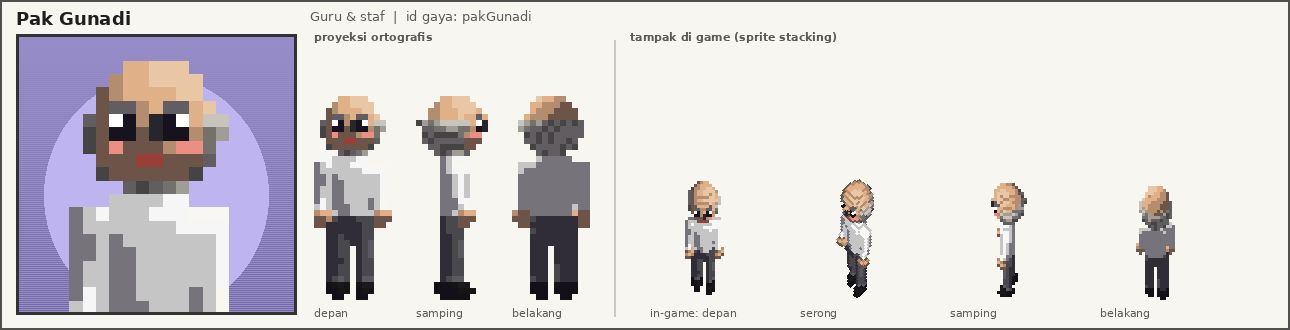 Pak Gunadi
Guru & staf | id gaya: pakGunadi
proyeksi ortografis
tampak di game (sprite stacking)
depan
samping
belakang
in-game: depan
serong
samping
belakang